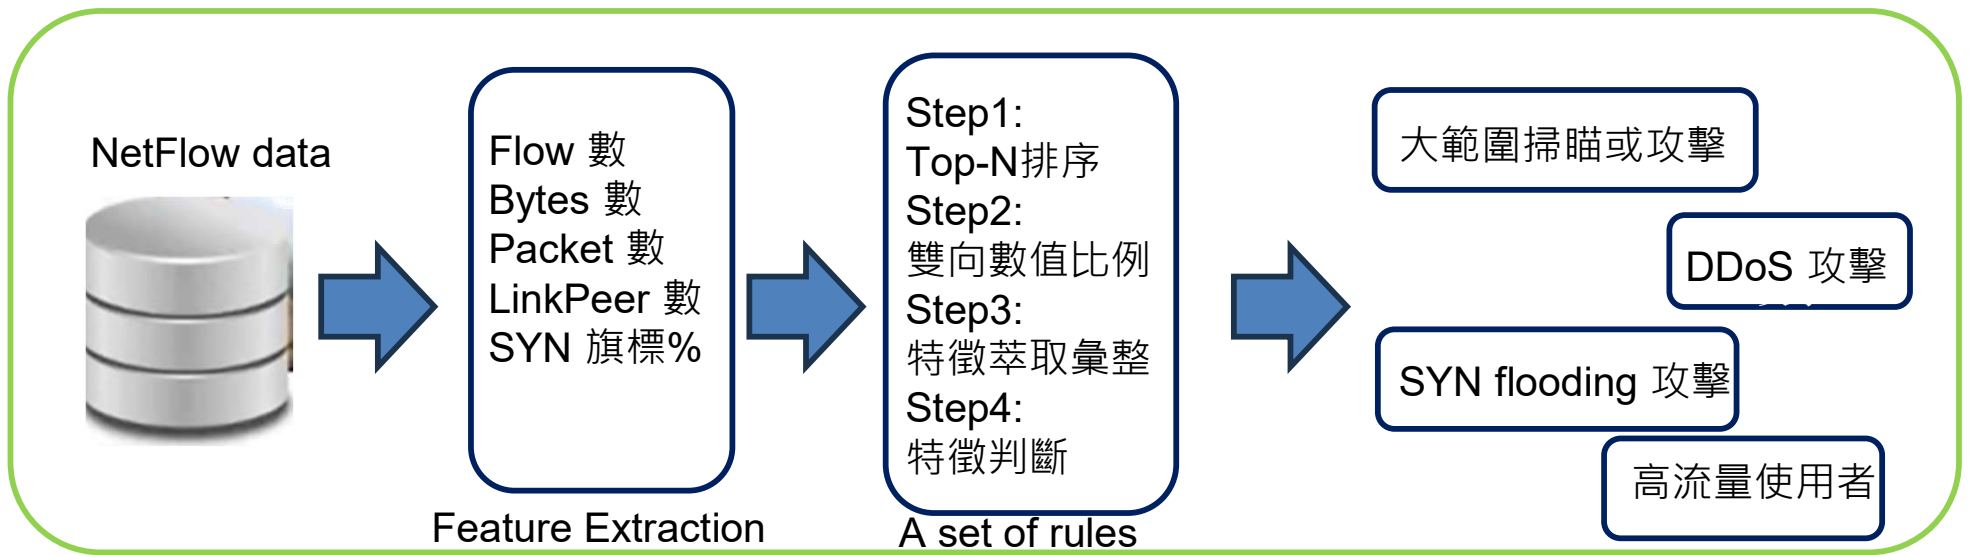 NetFlow data
Flow 數
Bytes 數
Packet 數
LinkPeer 數
SYN 旗標%
Feature Extraction
Step1:
Top-N排序
Step2:
雙向數值比例
Step3:
特徵萃取彙整
Step4:
特徵判斷
A set of rules
大範圍掃瞄或攻擊
DDoS 攻擊
SYN flooding 攻擊
高流量使用者